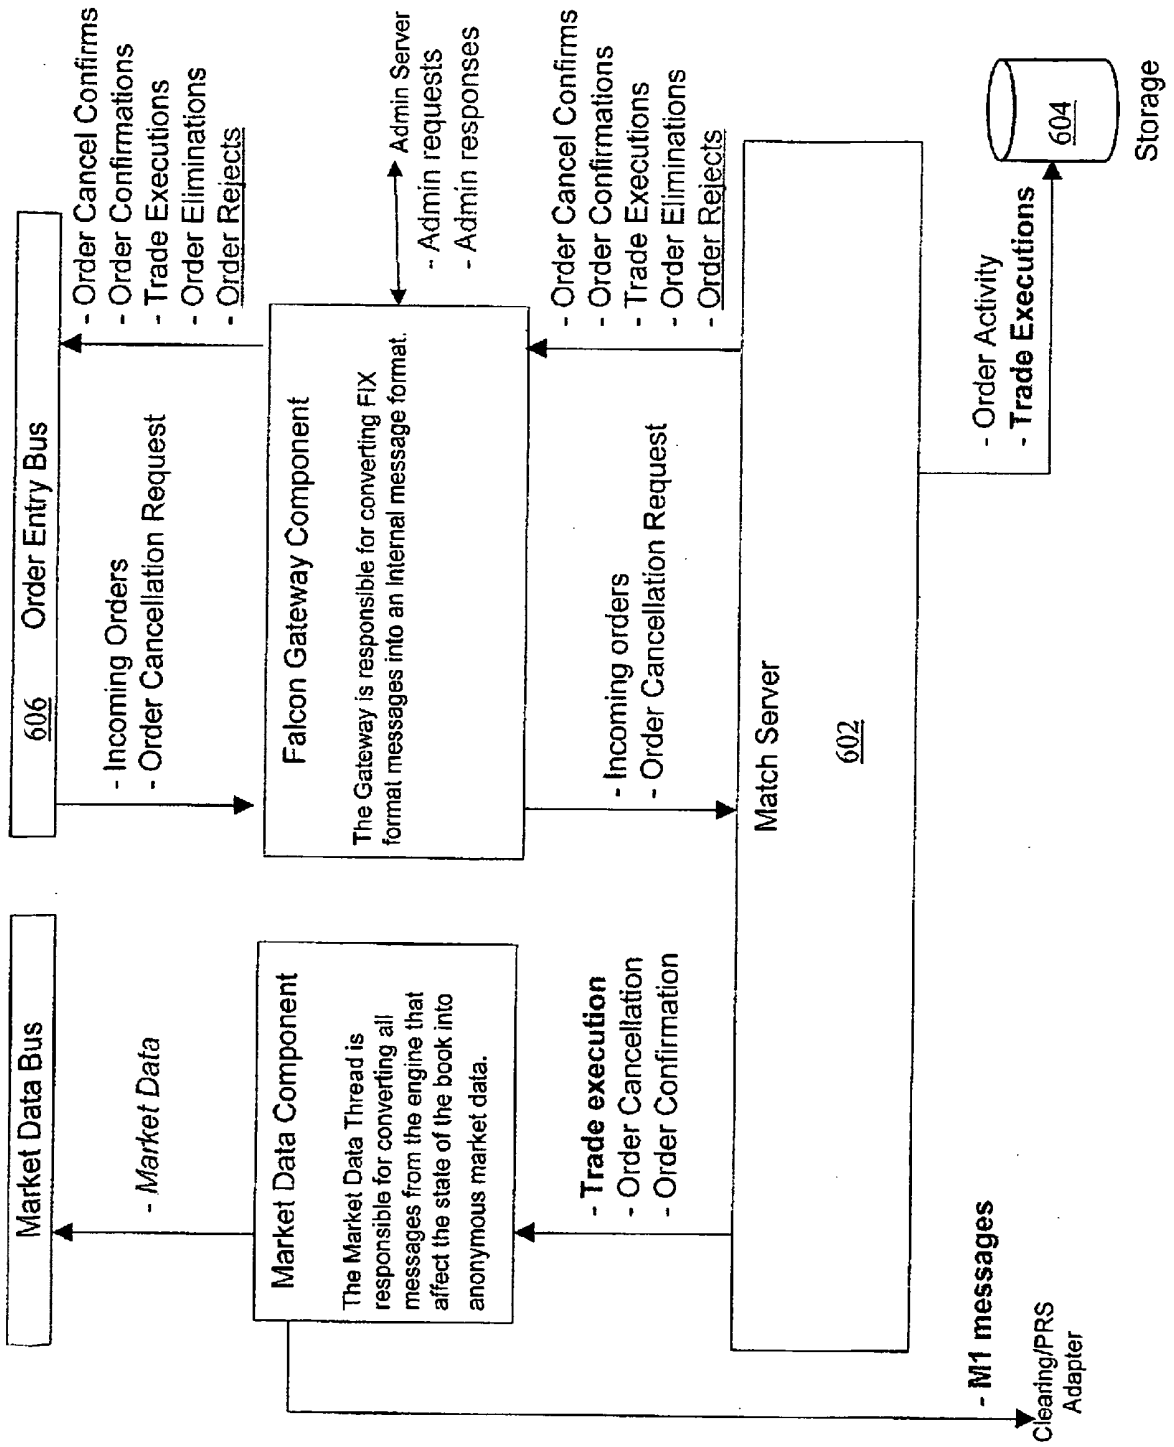 Market Data Bus
606 Order Entry Bus
- Market Data
- Incoming Orders
- Order Cancellation Request
- Order Cancel Confirms
- Order Confirmations
- Trade Executions
- Order Eliminations
- Order Rejects
Market Data Component
The Market Data Thread is
responsible for converting all
messages from the engine that
affect the state of the book into
anonymous market data.
Falcon Gateway Component
The Gateway is responsible for converting FIX
format messages into an Internal message format.
Admin Server
- Admin requests
- Admin responses
- Trade execution
- Order Cancellation
- Order Confirmation
- Incoming orders
- Order Cancellation Request
- Order Cancel Confirms
- Order Confirmations
- Trade Executions
- Order Eliminations
- Order Rejects
Match Server
602
- M1 messages
Clearing/PRS
Adapter
- Order Activity
- Trade Executions
604
Storage